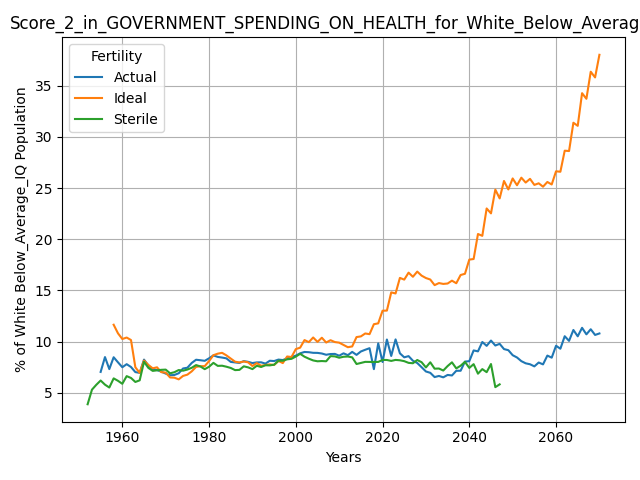 Score_2_in_GOVERNMENT_SPENDING_ON_HEALTH_for_White_Below_Averag
Fertility
Actual
Ideal
Sterile
% of White Below_Average_IQ Population
35
30
25
20
15
10
5
1960 1980 2000 2020 2040 2060
Years